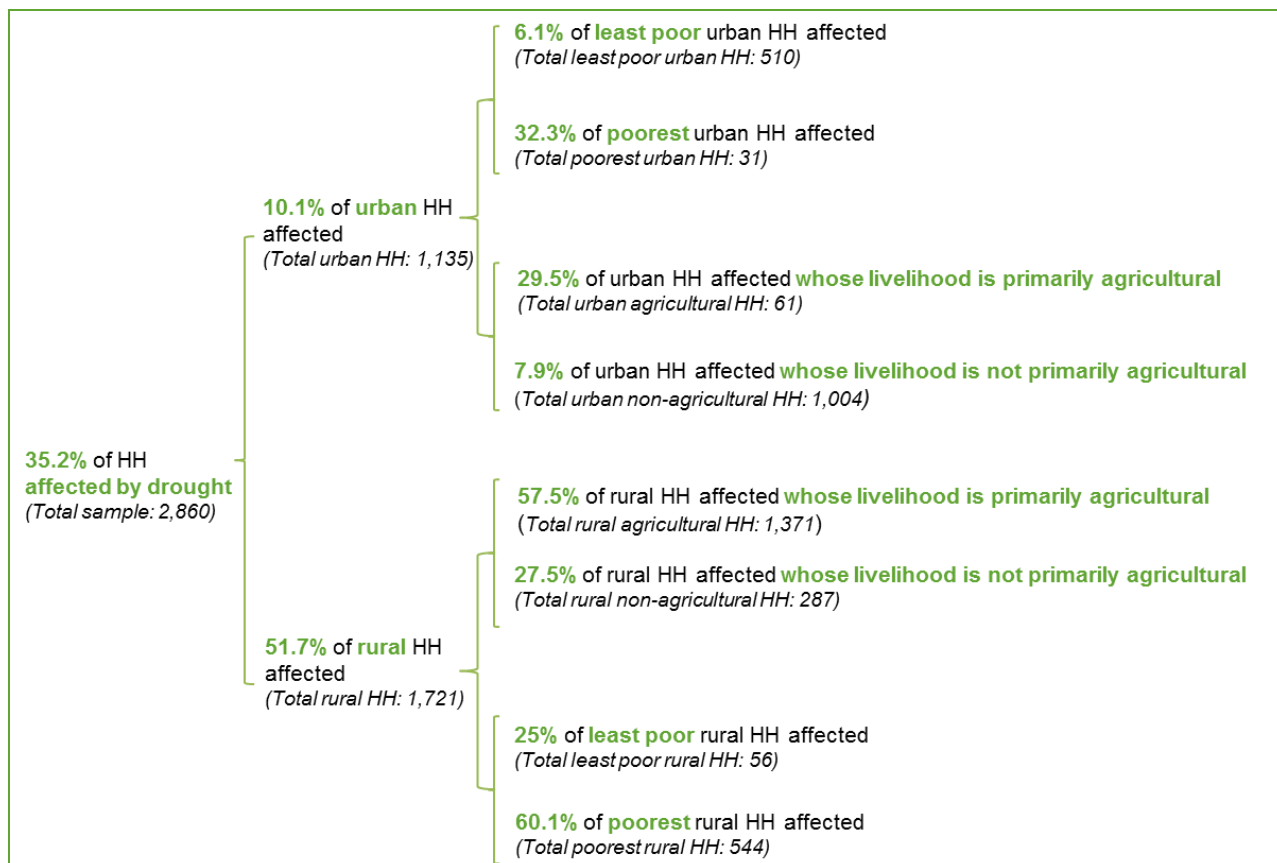 6.1% of least poor urban HH affected
(Total least poor urban HH: 510)
32.3% of poorest urban HH affected
(Total poorest urban HH: 31)
10.1% of urban HH
affected
(Total urban HH: 1,135)
29.5% of urban HH affected whose livelihood is primarily agricultural
(Total urban agricultural HH: 61)
7.9% of urban HH affected whose livelihood is not primarily agricultural
(Total urban non-agricultural HH: 1,004)
35.2% of HH
affected by drought
(Total sample: 2,860)
57.5% of rural HH affected whose livelihood is primarily agricultural
(Total rural agricultural HH: 1,371)
27.5% of rural HH affected whose livelihood is not primarily agricultural
(Total rural non-agricultural HH: 287)
51.7% of rural HH
affected
(Total rural HH: 1,721)
25% of least poor rural HH affected
(Total least poor rural HH: 56)
60.1% of poorest rural HH affected
(Total poorest rural HH: 544)